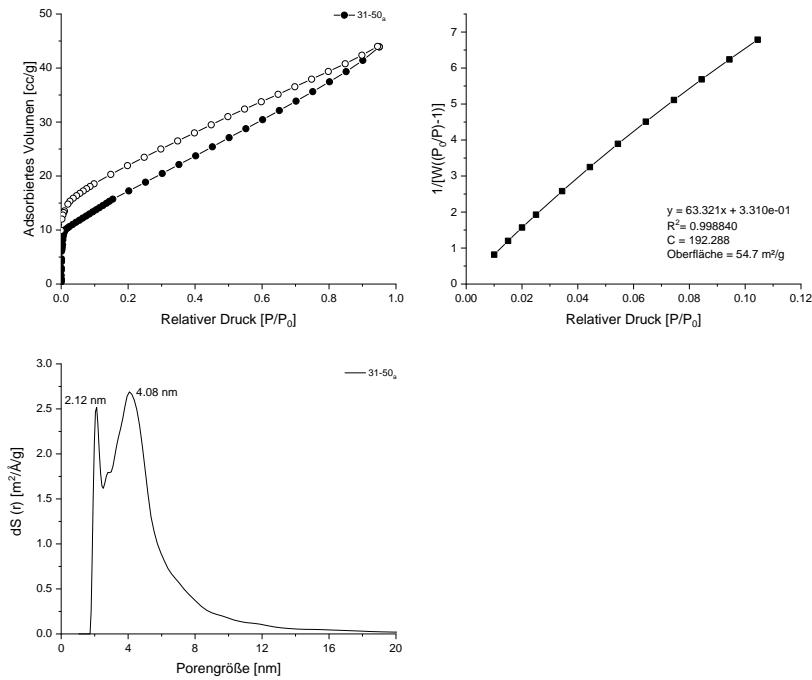 31-50a
50
40
30
20
10
0
0.0 0.2 0.4 0.6 0.8 1.0
Adsorbiertes Volumen [cc/g]
Relativer Druck [P/P0]
7
6
5
4
3
2
1
0
0.00 0.02 0.04 0.06 0.08 0.10 0.12
1/[W((P0/P)-1)]
Relativer Druck [P/P0]
y = 63.321x + 3.310e-01
R²= 0.998840
C = 192.288
Oberfläche = 54.7 m²/g
31-50a
3.0
2.5
2.0
1.5
1.0
0.5
0.0
0 4 8 12 16 20
2.12 nm
4.08 nm
dS (r) [m²/Å/g]
Porengröße [nm]